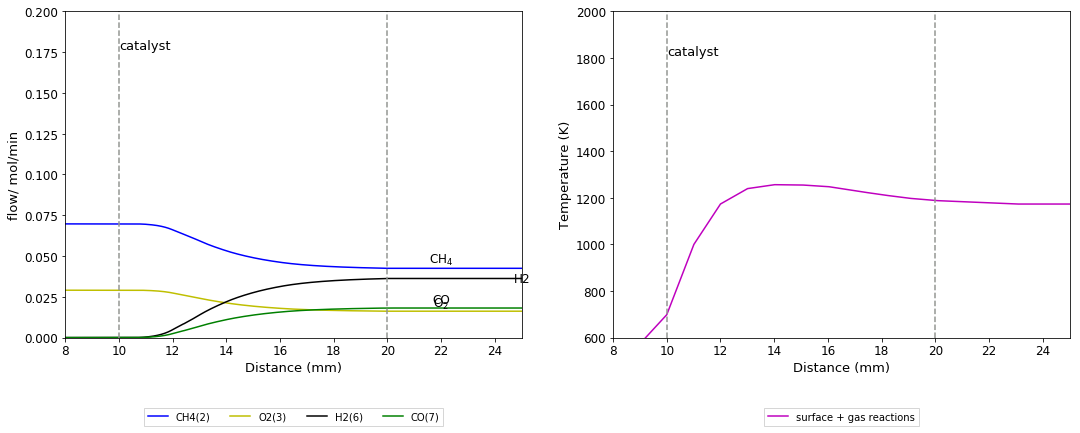 0.200
0.175
0.150
0.125
0.100
0.075
0.050
0.025
0.000
flow/ mol/min
catalyst
CH₄
H2
CO
O₂
8 10 12 14 16 18 20 22 24
Distance (mm)
CH4(2) O2(3) H2(6) CO(7)
2000
1800
1600
1400
1200
1000
800
600
Temperature (K)
catalyst
8 10 12 14 16 18 20 22 24
Distance (mm)
surface + gas reactions